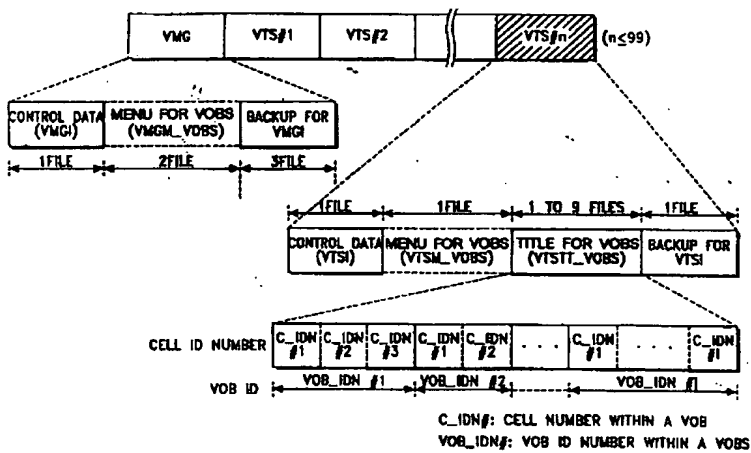 VMG VTS#1 VTS#2 VTS#n (n≤99)
CONTROL DATA (VMGI)
MENU FOR VOBS (VMGM_VOBS)
BACKUP FOR VMGI
1FILE 2FILE 3FILE
1FILE 1FILE 1 TO 9 FILES 1FILE
CONTROL DATA (VTSI)
MENU FOR VOBS (VTSM_VOBS)
TITLE FOR VOBS (VTSTT_VOBS)
BACKUP FOR VTSI
CELL ID NUMBER
C_IDN #1 C_IDN #2 C_IDN #3 C_IDN #1 C_IDN #2 . . . C_IDN #1 . . . C_IDN #I
VOB ID VOB_IDN #1 VOB_IDN #2 VOB_IDN #I
C_IDN#: CELL NUMBER WITHIN A VOB
VOB_IDN#: VOB ID NUMBER WITHIN A VOBS